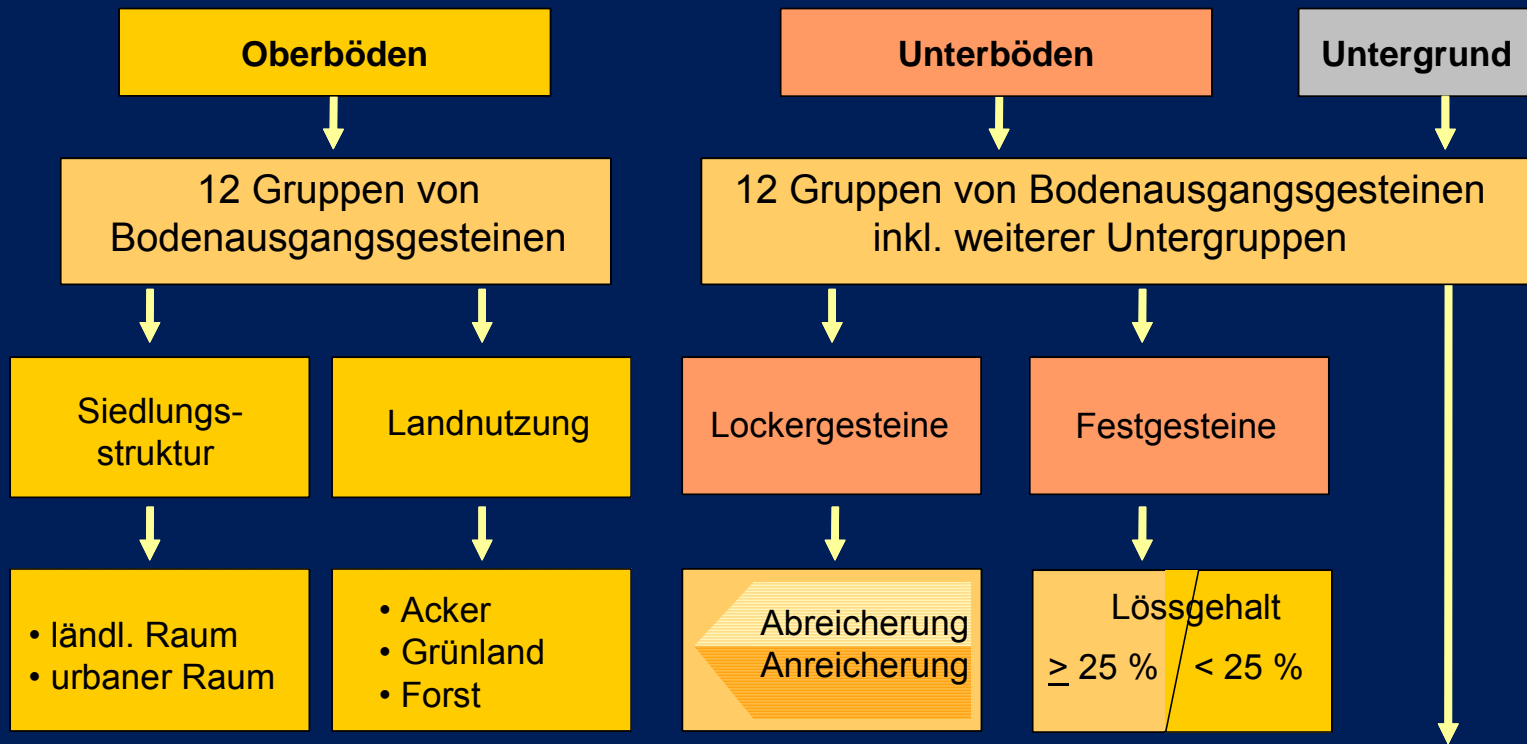 Oberböden
Unterböden
Untergrund
12 Gruppen von
Bodenausgangsgesteinen
12 Gruppen von Bodenausgangsgesteinen
inkl. weiterer Untergruppen
Siedlungs-
struktur
Landnutzung
Lockergesteine
Festgesteine
• ländl. Raum
• urbaner Raum
• Acker
• Grünland
• Forst
Abreicherung
Anreicherung
Lössgehalt
≥ 25 %
< 25 %